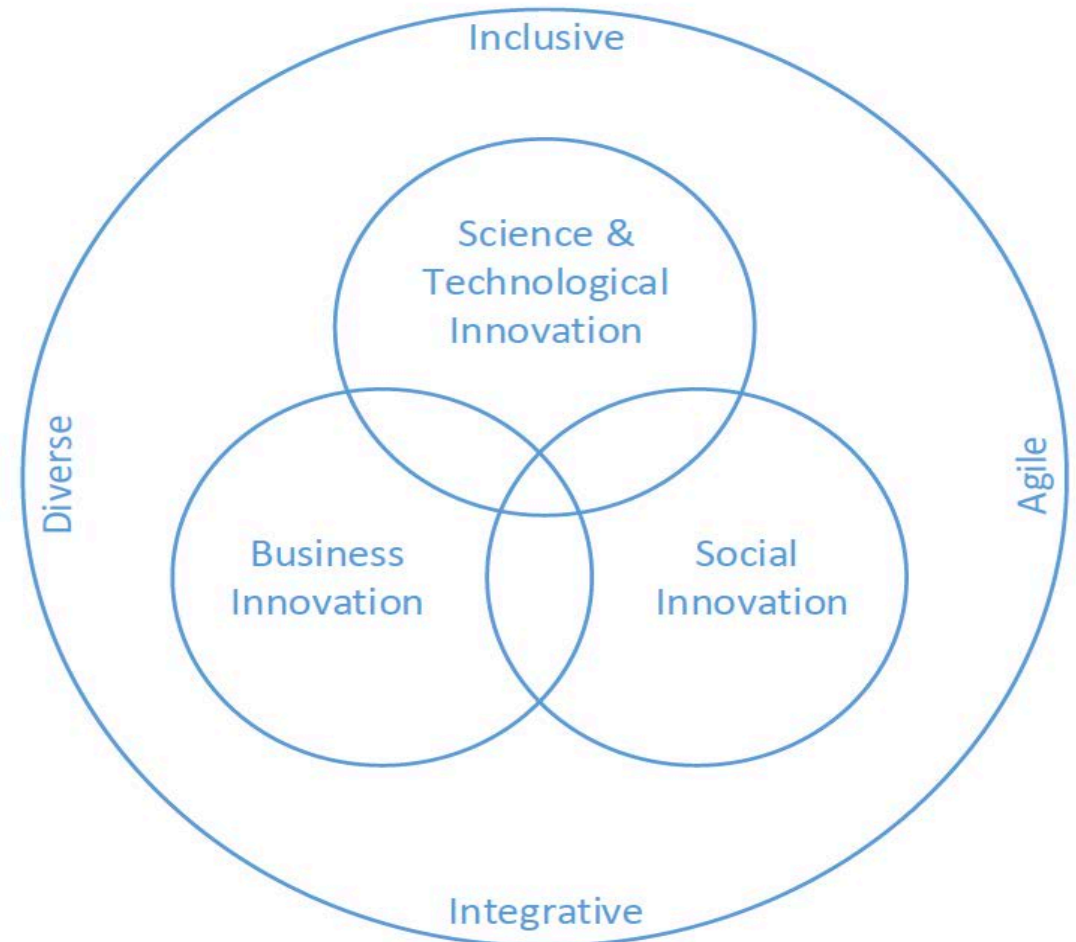 Inclusive
Science &
Technological
Innovation
Diverse
Agile
Business
Innovation
Social
Innovation
Integrative